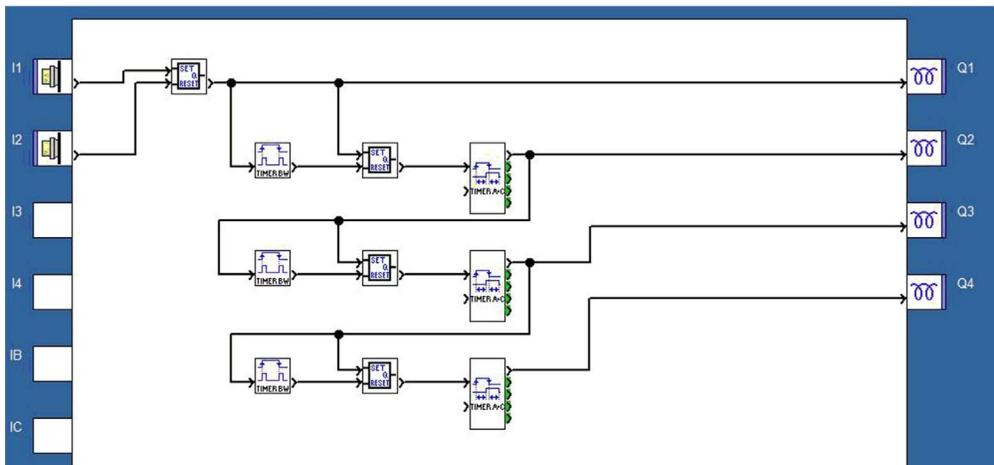 I1
SET
Q
RESET
Q1
I2
TIMER BW
SET
Q
RESET
TIMER A+C
Q2
I3
Q3
TIMER BW
SET
Q
RESET
TIMER A+C
I4
Q4
IB
TIMER BW
SET
Q
RESET
TIMER A+C
IC